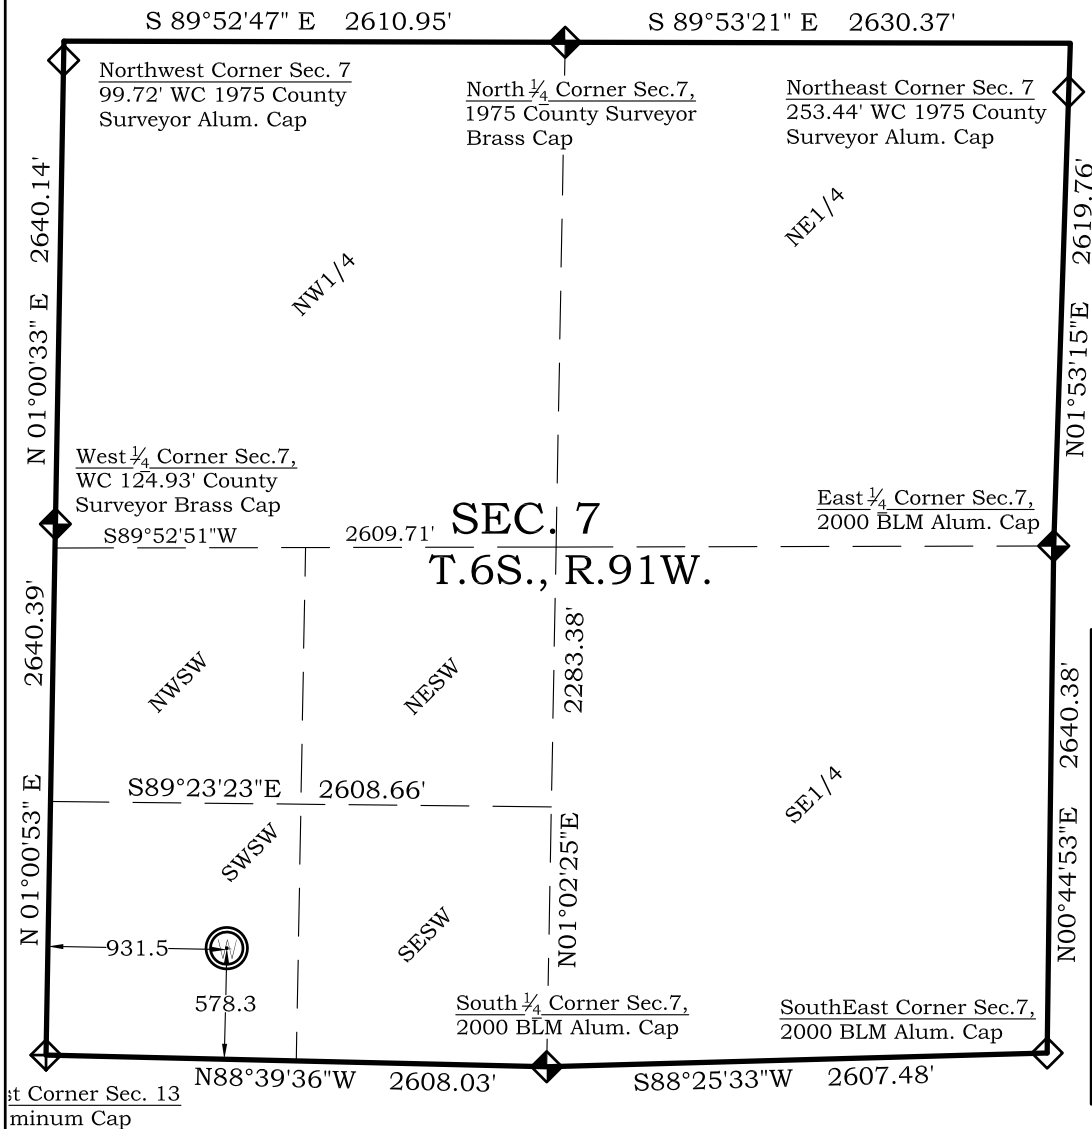 S 89°52'47" E 2610.95'
S 89°53'21" E 2630.37'
Northwest Corner Sec. 7
99.72' WC 1975 County
Surveyor Alum. Cap
North 1/4 Corner Sec.7,
1975 County Surveyor
Brass Cap
Northeast Corner Sec. 7
253.44' WC 1975 County
Surveyor Alum. Cap
N 01°00'33" E 2640.14'
NW1/4
NE1/4
N01°53'15"E 2619.76'
West 1/4 Corner Sec.7,
WC 124.93' County
Surveyor Brass Cap
East 1/4 Corner Sec.7,
2000 BLM Alum. Cap
S89°52'51"W 2609.71'
SEC. 7
T.6S., R.91W.
N 01°00'53" E 2640.39'
NWSW
NESW
2283.38'
N01°02'25"E
S89°23'23"E 2608.66'
SWSW
SESW
SE1/4
N00°44'53"E 2640.38'
931.5
W
578.3
South 1/4 Corner Sec.7,
2000 BLM Alum. Cap
SouthEast Corner Sec.7,
2000 BLM Alum. Cap
N88°39'36"W 2608.03'
S88°25'33"W 2607.48'
st Corner Sec. 13
minum Cap